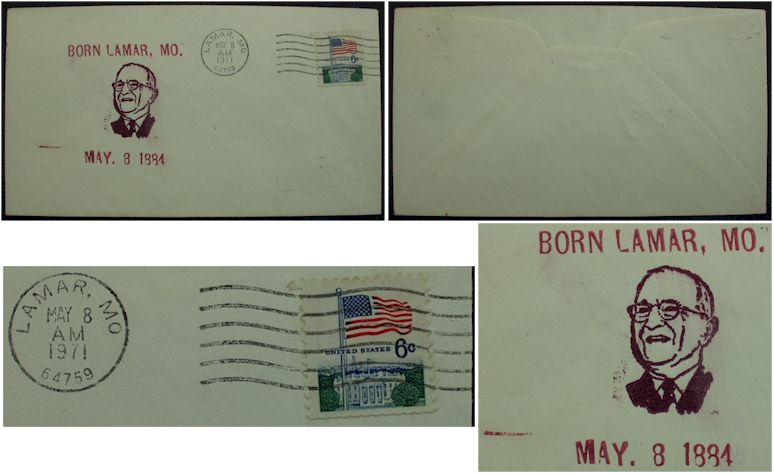 BORN LAMAR, MO.
LAMAR, MO
MAY 8
AM
1971
64759
6c
MAY. 8 1884
LAMAR, MO
MAY 8
AM
1971
64759
UNITED STATES 6c
BORN LAMAR, MO.
MAY. 8 1884